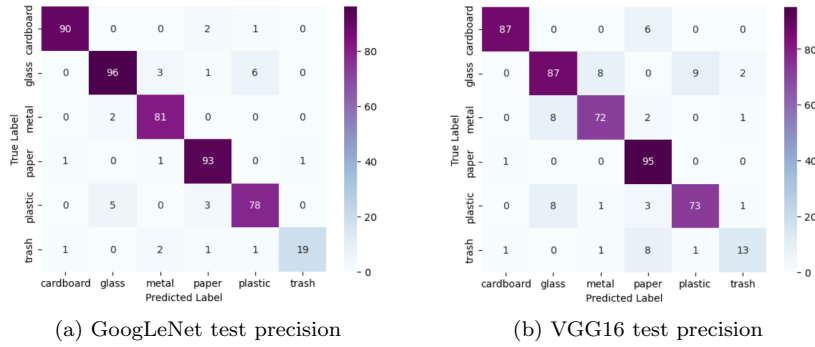 cardboard 90 0 0 2 1 0
glass 0 96 3 1 6 0
metal 0 2 81 0 0 0
paper 1 0 1 93 0 1
plastic 0 5 0 3 78 0
trash 1 0 2 1 1 19
cardboard glass metal paper plastic trash
True Label
Predicted Label
80
60
40
20
0
(a) GoogLeNet test precision
cardboard 87 0 0 6 0 0
glass 0 87 8 0 9 2
metal 0 8 72 2 0 1
paper 1 0 0 95 0 0
plastic 0 8 1 3 73 1
trash 1 0 1 8 1 13
cardboard glass metal paper plastic trash
True Label
Predicted Label
80
60
40
20
0
(b) VGG16 test precision